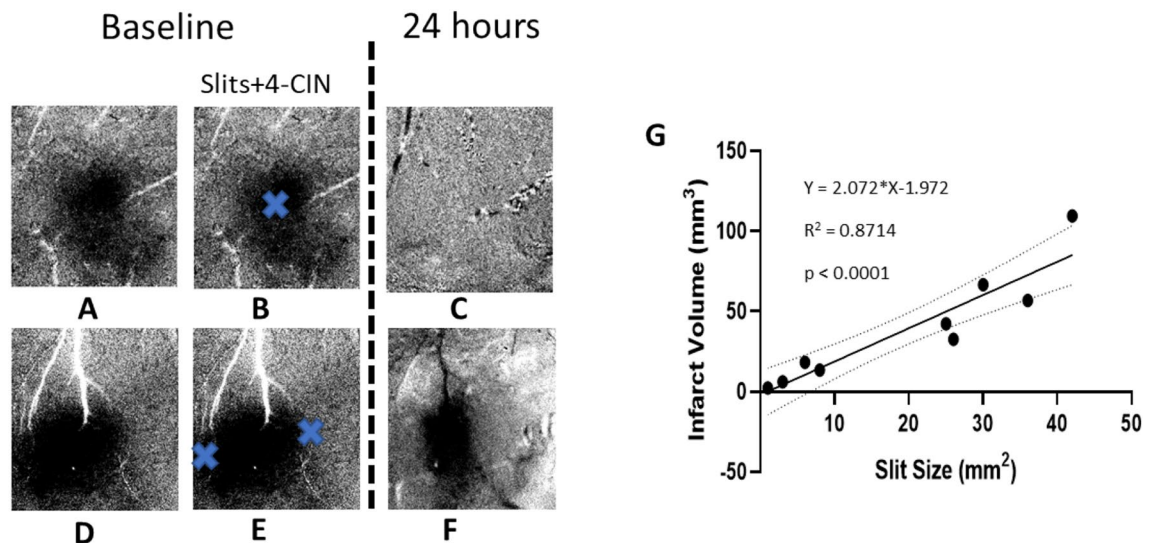 Baseline
24 hours
Slits+4-CIN
A
B
C
D
E
F
G
150
100
50
0
-50
Infarct Volume (mm³)
Y = 2.072*X-1.972
R² = 0.8714
p < 0.0001
10
20
30
40
50
Slit Size (mm²)